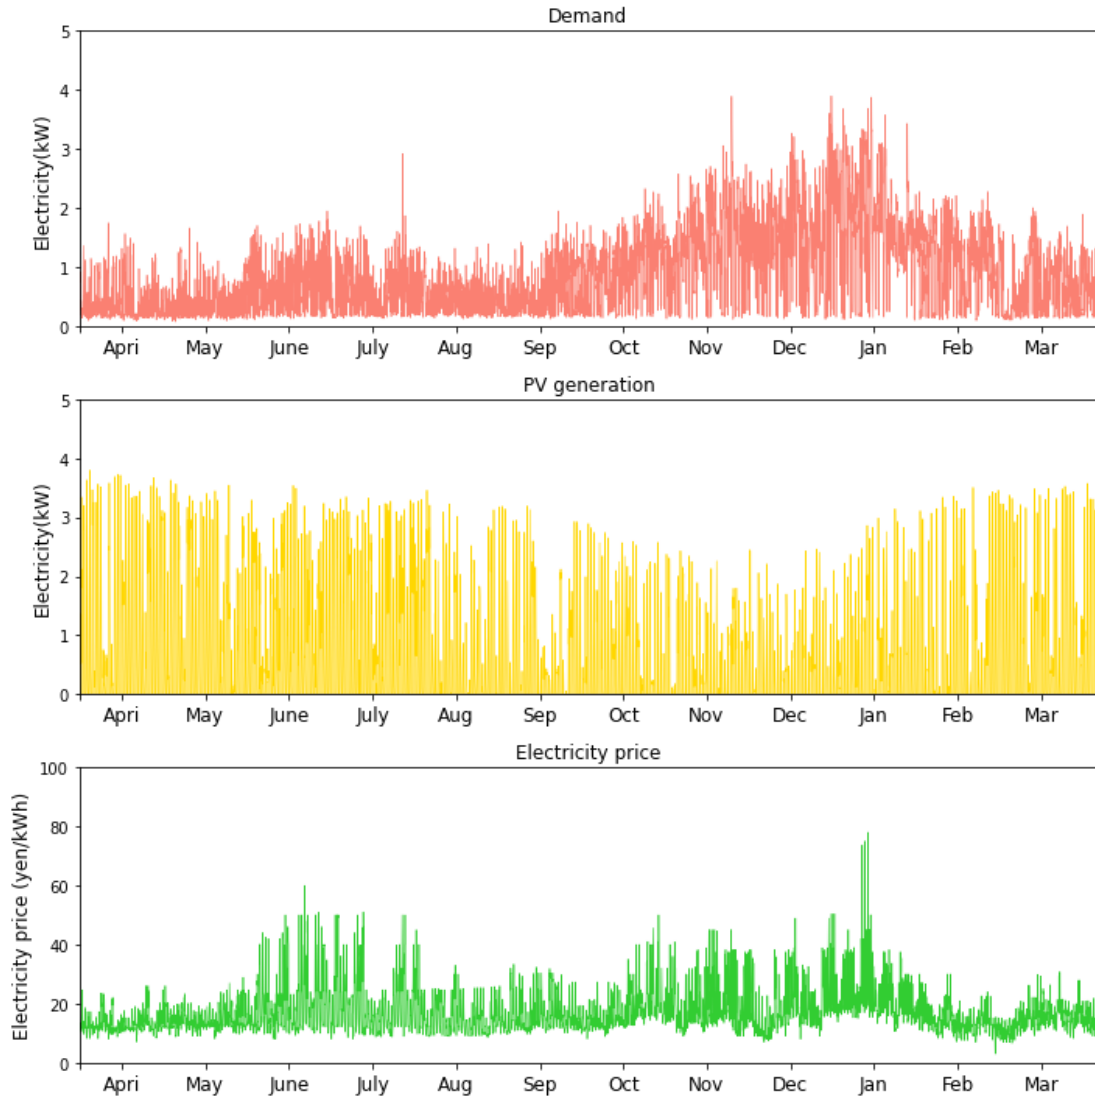 Demand
5
4
3
2
1
0
Electricity(kW)
April May June July Aug Sep Oct Nov Dec Jan Feb Mar
PV generation
5
4
3
2
1
0
Electricity(kW)
April May June July Aug Sep Oct Nov Dec Jan Feb Mar
Electricity price
100
80
60
40
20
0
Electricity price (yen/kWh)
April May June July Aug Sep Oct Nov Dec Jan Feb Mar